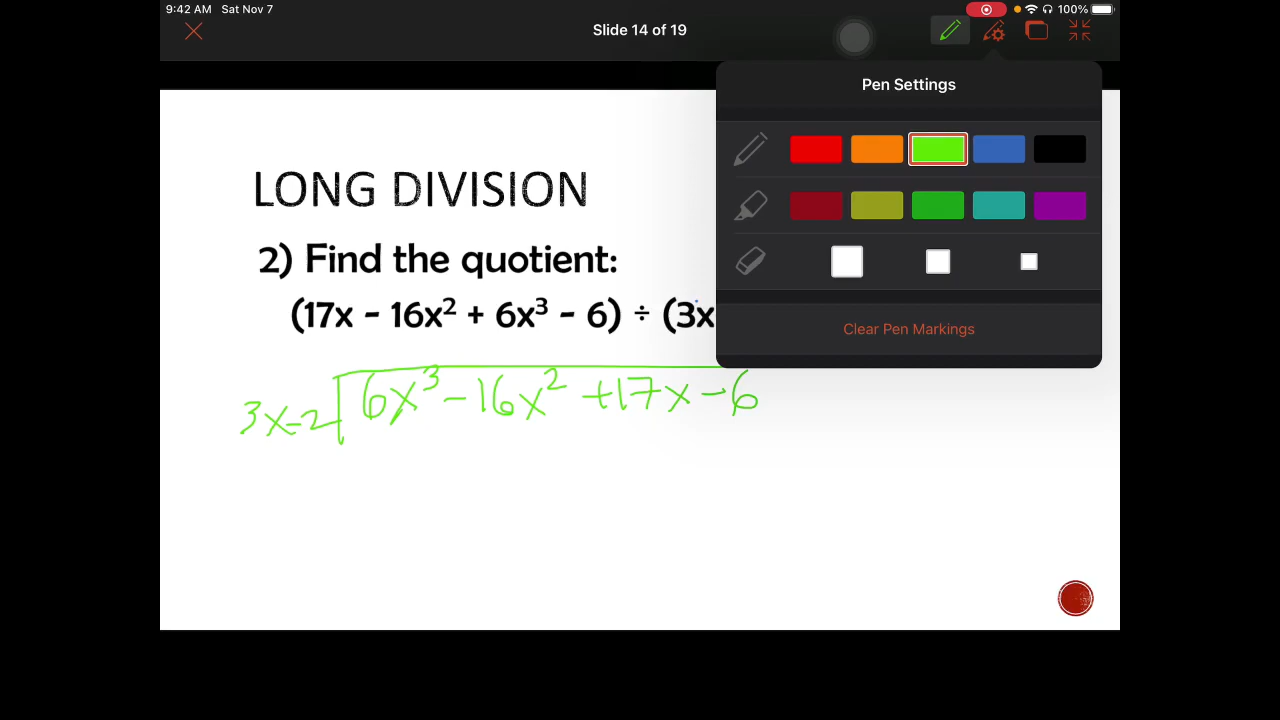 9:42 AM Sat Nov 7
100%
Slide 14 of 19
Pen Settings
LONG DIVISION
2) Find the quotient:
(17x – 16x² + 6x³ – 6) ÷ (3x
Clear Pen Markings
3x-2 6x³ -16x² +17x -6